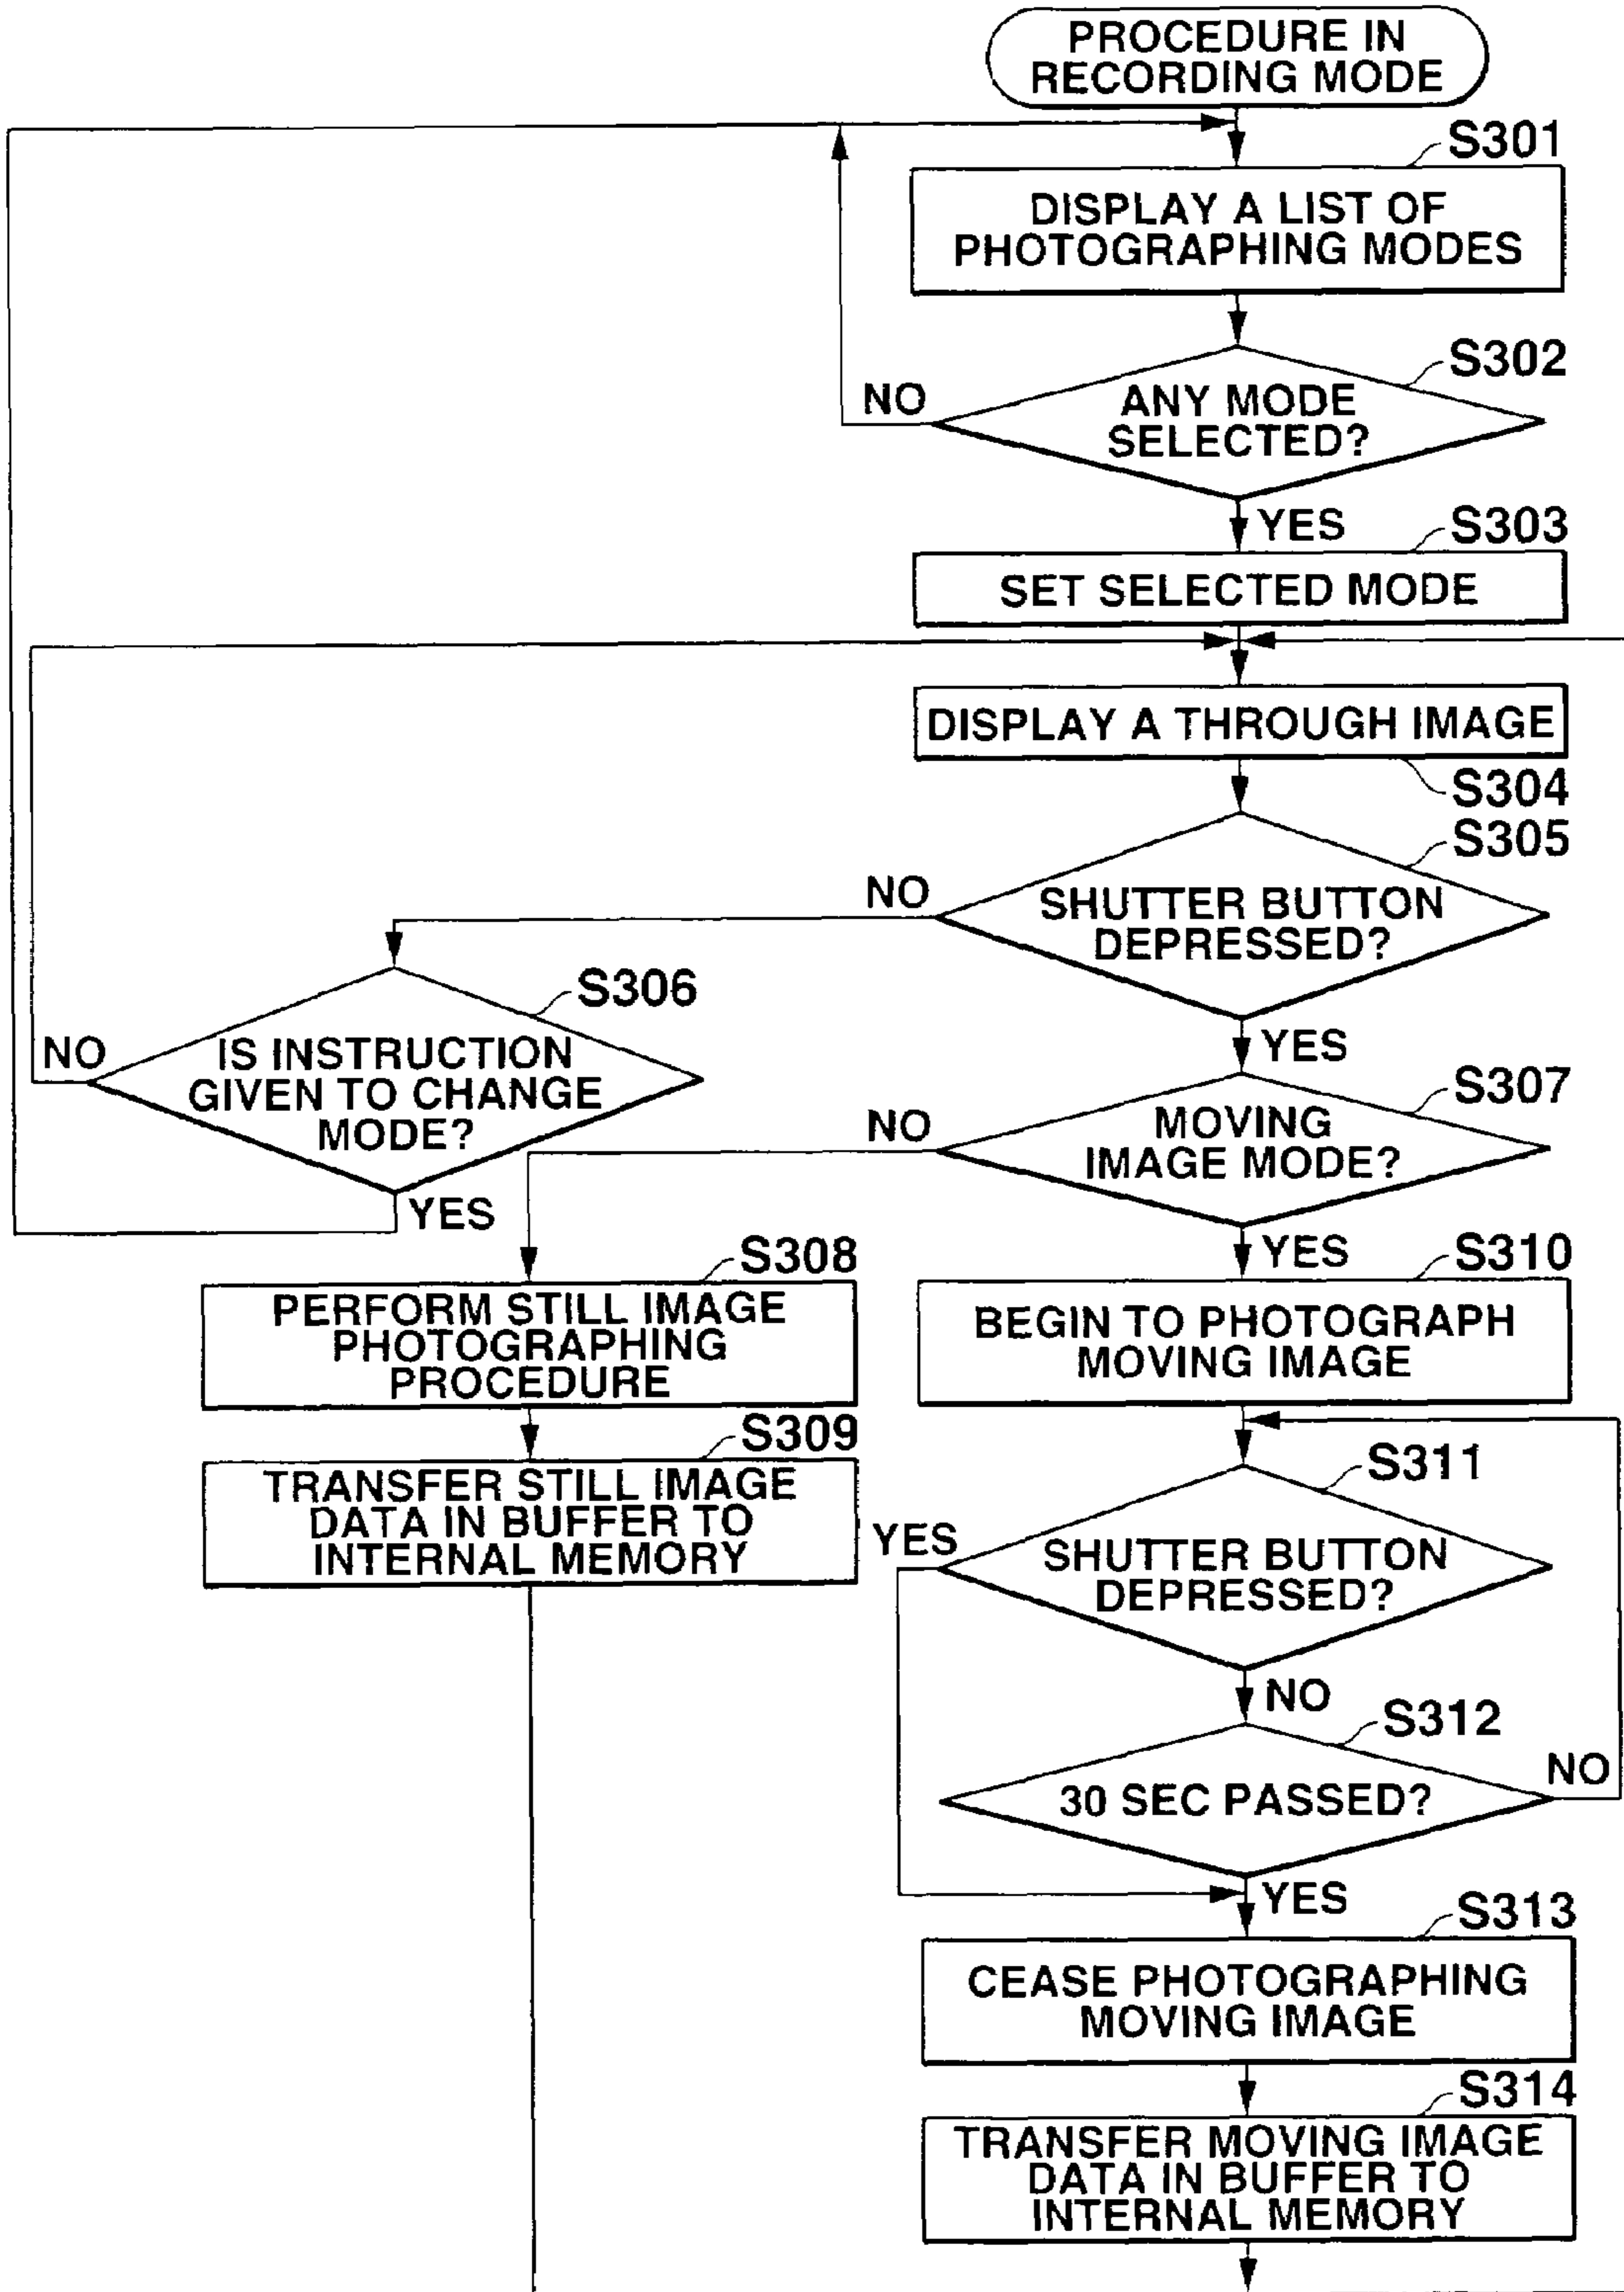 PROCEDURE IN
RECORDING MODE
S301
DISPLAY A LIST OF
PHOTOGRAPHING MODES
S302
NO
ANY MODE
SELECTED?
YES
S303
SET SELECTED MODE
DISPLAY A THROUGH IMAGE
S304
S305
NO
SHUTTER BUTTON
DEPRESSED?
S306
NO
IS INSTRUCTION
GIVEN TO CHANGE
MODE?
YES
YES
S307
NO
MOVING
IMAGE MODE?
YES
S308
PERFORM STILL IMAGE
PHOTOGRAPHING
PROCEDURE
S309
TRANSFER STILL IMAGE
DATA IN BUFFER TO
INTERNAL MEMORY
S310
BEGIN TO PHOTOGRAPH
MOVING IMAGE
S311
YES
SHUTTER BUTTON
DEPRESSED?
NO
S312
30 SEC PASSED?
NO
YES
S313
CEASE PHOTOGRAPHING
MOVING IMAGE
S314
TRANSFER MOVING IMAGE
DATA IN BUFFER TO
INTERNAL MEMORY